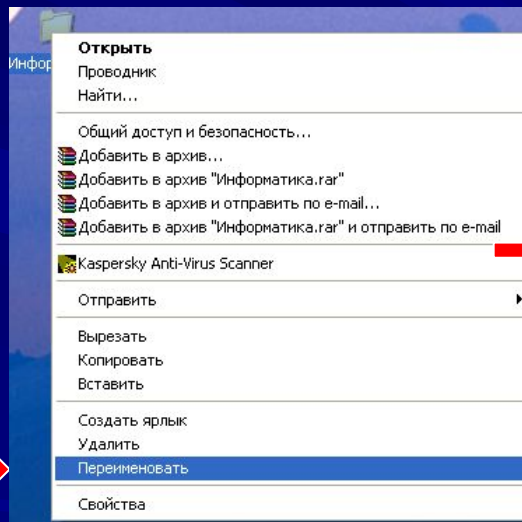 Инфор
Открыть
Проводник
Найти...
Общий доступ и безопасность...
Добавить в архив...
Добавить в архив "Информатика.rar"
Добавить в архив и отправить по e-mail...
Добавить в архив "Информатика.rar" и отправить по e-mail
Kaspersky Anti-Virus Scanner
Отправить
Вырезать
Копировать
Вставить
Создать ярлык
Удалить
Переименовать
Свойства